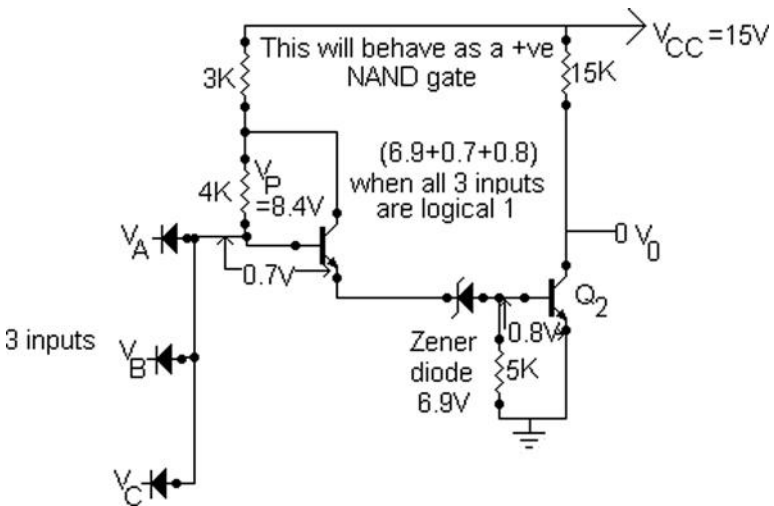 This will behave as a +ve
NAND gate
V_CC=15V
3K
15K
(6.9+0.7+0.8)
when all 3 inputs
are logical 1
V_P
=8.4V
4K
V_A
0.7V
0 V_0
Q_2
3 inputs
V_B
0.8V
Zener
diode
6.9V
5K
V_C